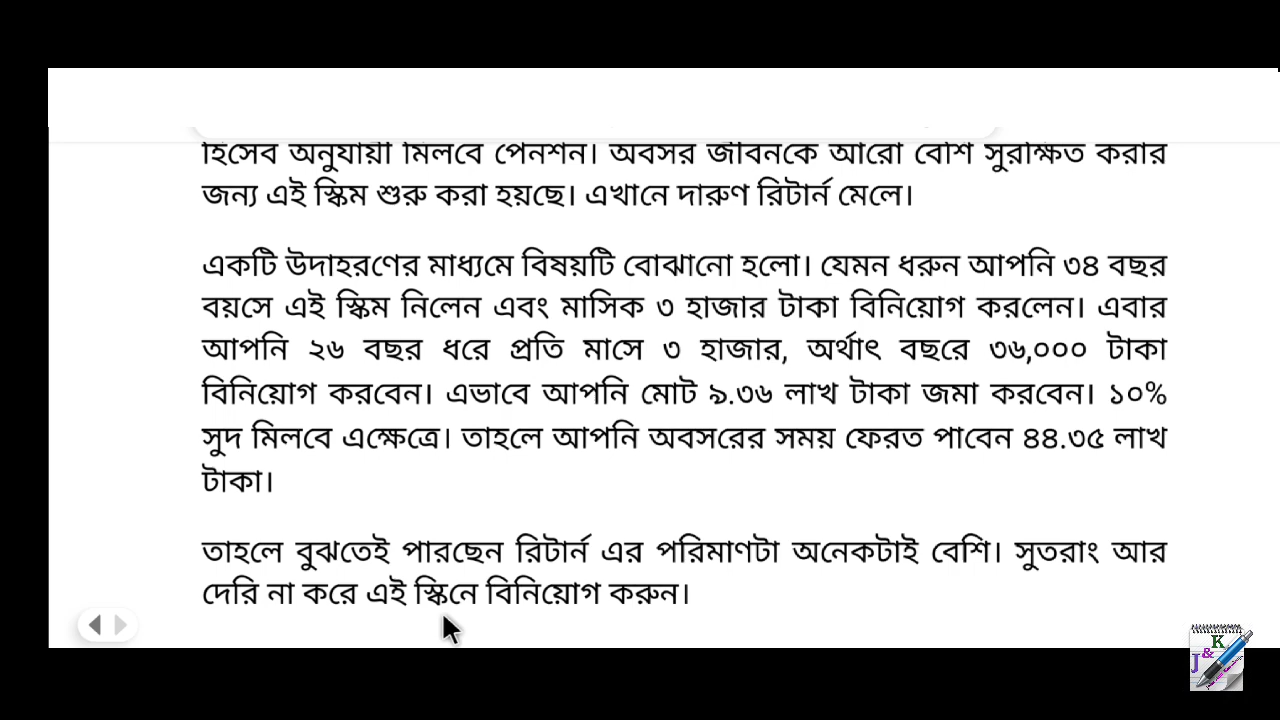 হিসেব অনুযায়ী মিলবে পেনশন। অবসর জীবনকে আরো বেশি সুরক্ষিত করার
জন্য এই স্কিম শুরু করা হয়ছে। এখানে দারুণ রিটার্ন মেলে।
একটি উদাহরণের মাধ্যমে বিষয়টি বোঝানো হলো। যেমন ধরুন আপনি ৩৪ বছর
বয়সে এই স্কিম নিলেন এবং মাসিক ৩ হাজার টাকা বিনিয়োগ করলেন। এবার
আপনি ২৬ বছর ধরে প্রতি মাসে ৩ হাজার, অর্থাৎ বছরে ৩৬,০০০ টাকা
বিনিয়োগ করবেন। এভাবে আপনি মোট ৯.৩৬ লাখ টাকা জমা করবেন। ১০%
সুদ মিলবে এক্ষেত্রে। তাহলে আপনি অবসরের সময় ফেরত পাবেন ৪৪.৩৫ লাখ
টাকা।
তাহলে বুঝতেই পারছেন রিটার্ন এর পরিমাণটা অনেকটাই বেশি। সুতরাং আর
দেরি না করে এই স্কিনে বিনিয়োগ করুন।
J&K